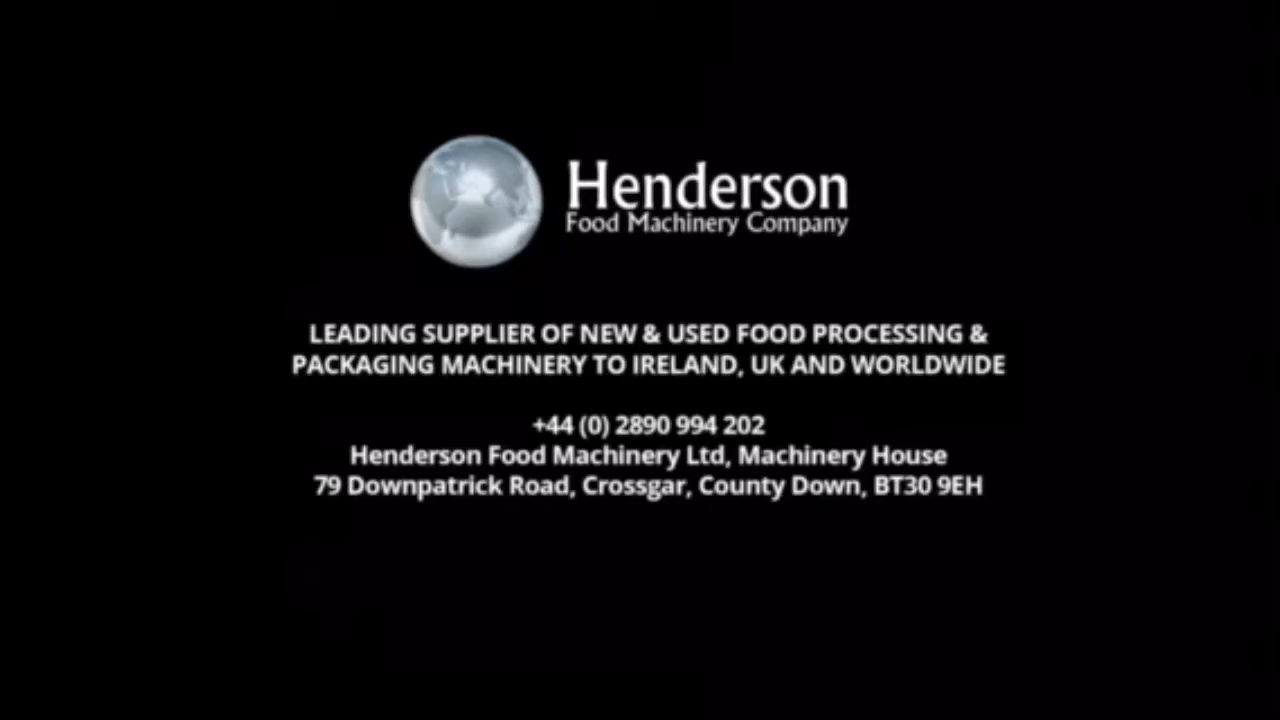 Henderson
Food Machinery Company
LEADING SUPPLIER OF NEW & USED FOOD PROCESSING &
PACKAGING MACHINERY TO IRELAND, UK AND WORLDWIDE
+44 (0) 2890 994 202
Henderson Food Machinery Ltd, Machinery House
79 Downpatrick Road, Crossgar, County Down, BT30 9EH